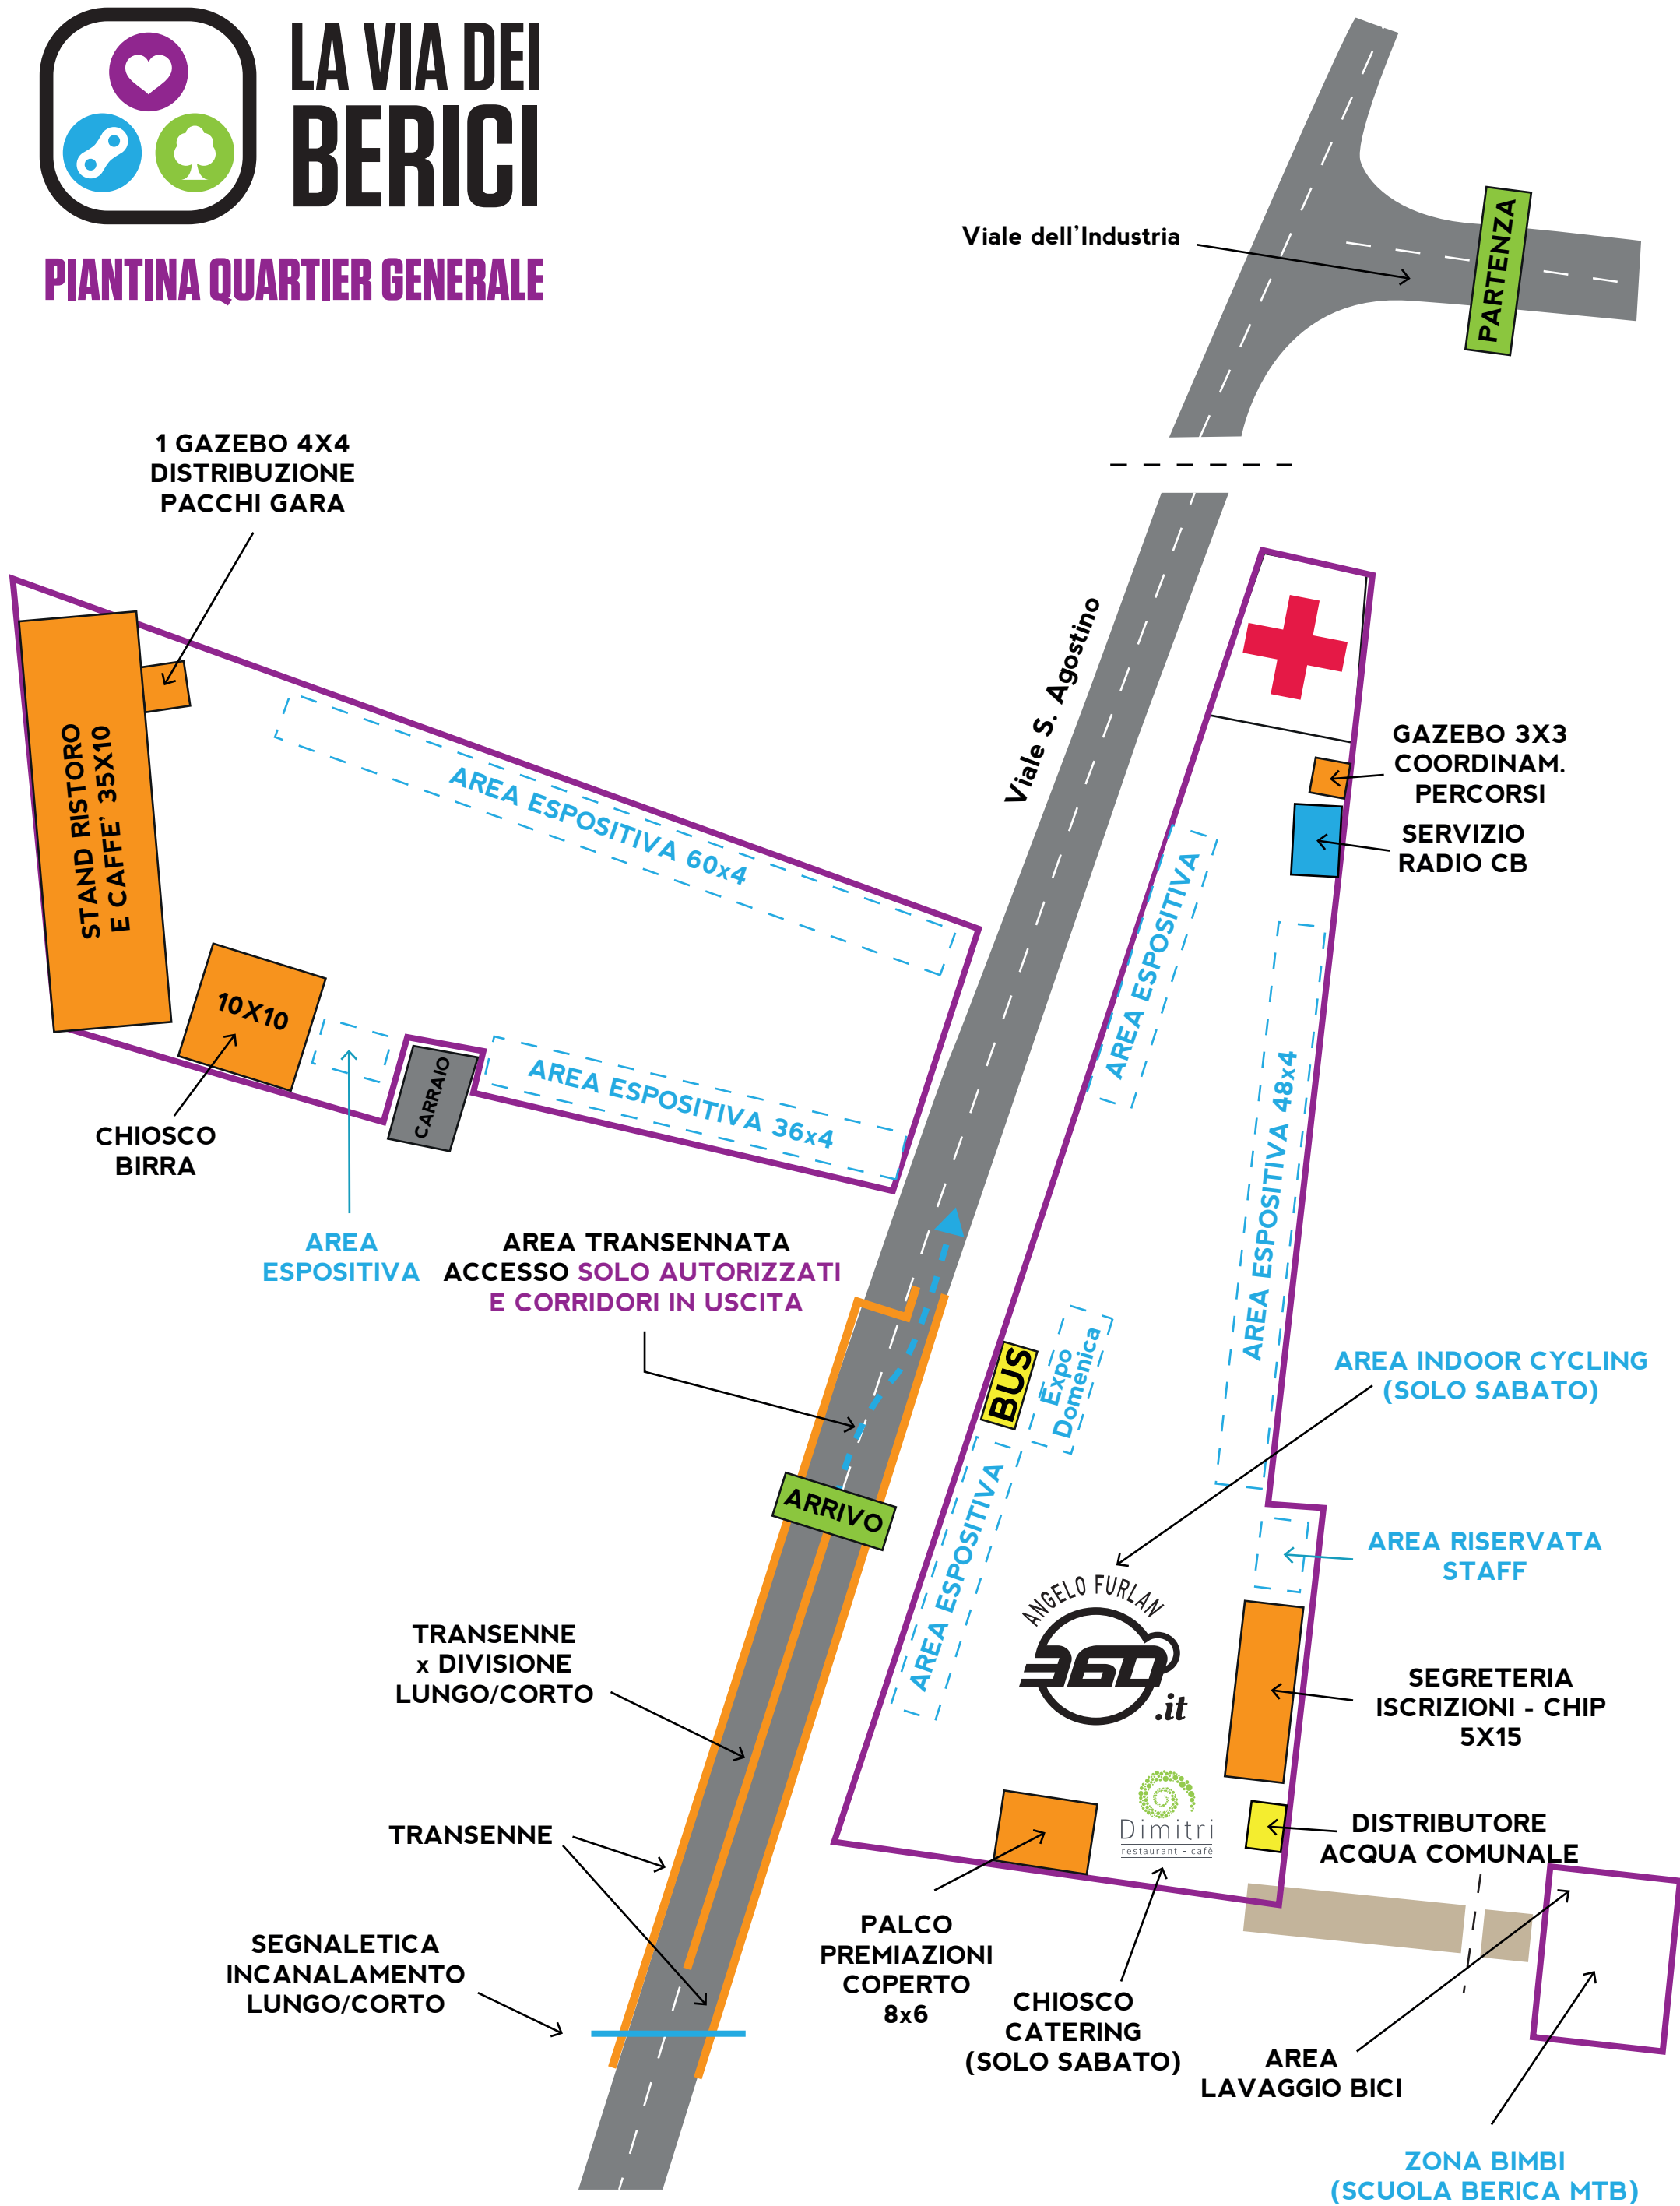 LA VIA DEI
BERICI
PIANTINA QUARTIER GENERALE
Viale dell'Industria
PARTENZA
1 GAZEBO 4X4
DISTRIBUZIONE
PACCHI GARA
Viale S. Agostino
STAND RISTORO
E CAFFE' 35X10
AREA ESPOSITIVA 60x4
GAZEBO 3X3
COORDINAM.
PERCORSI
SERVIZIO
RADIO CB
AREA ESPOSITIVA
10X10
CARRAIO
AREA ESPOSITIVA 36x4
AREA ESPOSITIVA 48x4
CHIOSCO
BIRRA
AREA
ESPOSITIVA
AREA TRANSENNATA
ACCESSO SOLO AUTORIZZATI
E CORRIDORI IN USCITA
BUS
Expo
Domenica
AREA INDOOR CYCLING
(SOLO SABATO)
ARRIVO
AREA ESPOSITIVA
AREA RISERVATA
STAFF
ANGELO FURLAN
360
.it
TRANSENNE
x DIVISIONE
LUNGO/CORTO
SEGRETERIA
ISCRIZIONI - CHIP
5X15
Dimitri
restaurant - cafè
TRANSENNE
DISTRIBUTORE
ACQUA COMUNALE
PALCO
PREMIAZIONI
COPERTO
8x6
SEGNALETICA
INCANALAMENTO
LUNGO/CORTO
CHIOSCO
CATERING
(SOLO SABATO)
AREA
LAVAGGIO BICI
ZONA BIMBI
(SCUOLA BERICA MTB)